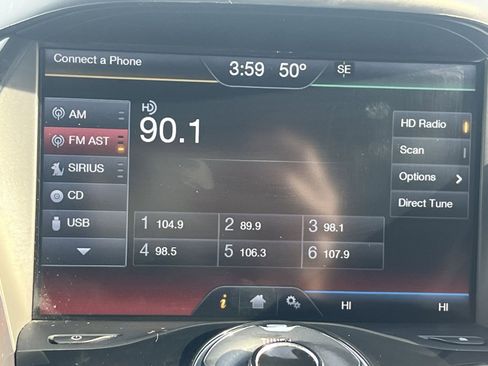 Connect a Phone
3:59 50° SE
AM
FM AST
SIRIUS
CD
USB
HD
90.1
HD Radio
Scan
Options
Direct Tune
1 104.9 2 89.9 3 98.1
4 98.5 5 106.3 6 107.9
i
HI HI